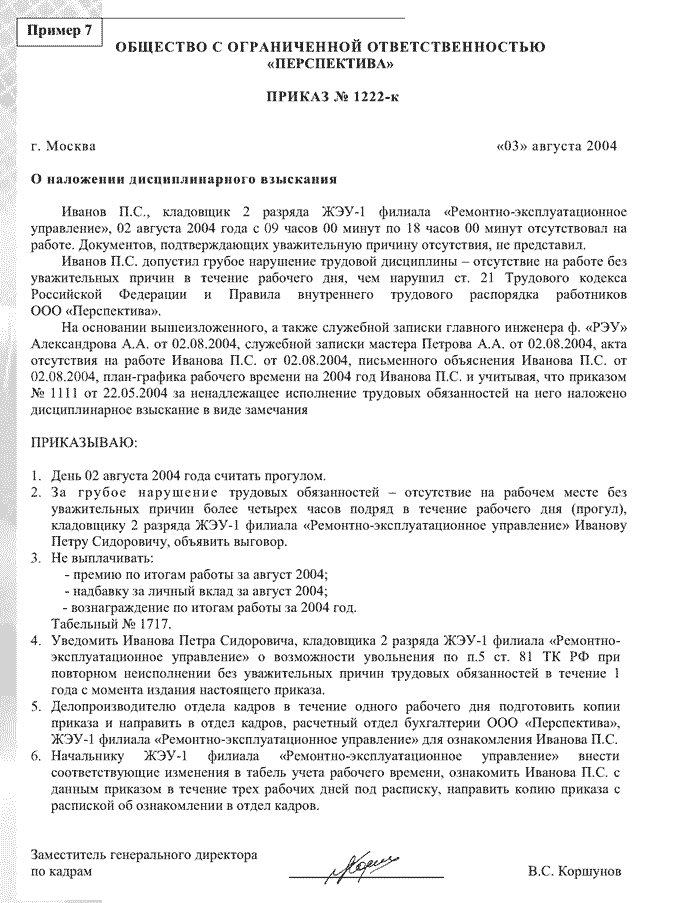 Пример 7
ОБЩЕСТВО С ОГРАНИЧЕННОЙ ОТВЕТСТВЕННОСТЬЮ
«ПЕРСПЕКТИВА»
ПРИКАЗ № 1222-к
г. Москва «03» августа 2004
О наложении дисциплинарного взыскания
Иванов П.С., кладовщик 2 разряда ЖЭУ-1 филиала «Ремонтно-эксплуатационное
управление», 02 августа 2004 года с 09 часов 00 минут по 18 часов 00 минут отсутствовал на
работе. Документов, подтверждающих уважительную причину отсутствия, не представил.
Иванов П.С. допустил грубое нарушение трудовой дисциплины – отсутствие на работе без
уважительных причин в течение рабочего дня, чем нарушил ст. 21 Трудового кодекса
Российской Федерации и Правила внутреннего трудового распорядка работников
ООО «Перспектива».
На основании вышеизложенного, а также служебной записки главного инженера ф. «РЭУ»
Александрова А.А. от 02.08.2004, служебной записки мастера Петрова А.А. от 02.08.2004, акта
отсутствия на работе Иванова П.С. от 02.08.2004, письменного объяснения Иванова П.С. от
02.08.2004, план-графика рабочего времени на 2004 год Иванова П.С. и учитывая, что приказом
№ 1111 от 22.05.2004 за ненадлежащее исполнение трудовых обязанностей на него наложено
дисциплинарное взыскание в виде замечания
ПРИКАЗЫВАЮ:
1. День 02 августа 2004 года считать прогулом.
2. За грубое нарушение трудовых обязанностей – отсутствие на рабочем месте без
уважительных причин более четырех часов подряд в течение рабочего дня (прогул),
кладовщику 2 разряда ЖЭУ-1 филиала «Ремонтно-эксплуатационное управление» Иванову
Петру Сидоровичу, объявить выговор.
3. Не выплачивать:
- премию по итогам работы за август 2004;
- надбавку за личный вклад за август 2004;
- вознаграждение по итогам работы за 2004 год.
Табельный № 1717.
4. Уведомить Иванова Петра Сидоровича, кладовщика 2 разряда ЖЭУ-1 филиала «Ремонтно-
эксплуатационное управление» о возможности увольнения по п.5 ст. 81 ТК РФ при
повторном неисполнении без уважительных причин трудовых обязанностей в течение 1
года с момента издания настоящего приказа.
5. Делопроизводителю отдела кадров в течение одного рабочего дня подготовить копии
приказа и направить в отдел кадров, расчетный отдел бухгалтерии ООО «Перспектива»,
ЖЭУ-1 филиала «Ремонтно-эксплуатационное управление» для ознакомления Иванова П.С.
6. Начальнику ЖЭУ-1 филиала «Ремонтно-эксплуатационное управление» внести
соответствующие изменения в табель учета рабочего времени, ознакомить Иванова П.С. с
данным приказом в течение трех рабочих дней под расписку, направить копию приказа с
распиской об ознакомлении в отдел кадров.
Заместитель генерального директора
по кадрам В.С. Коршунов